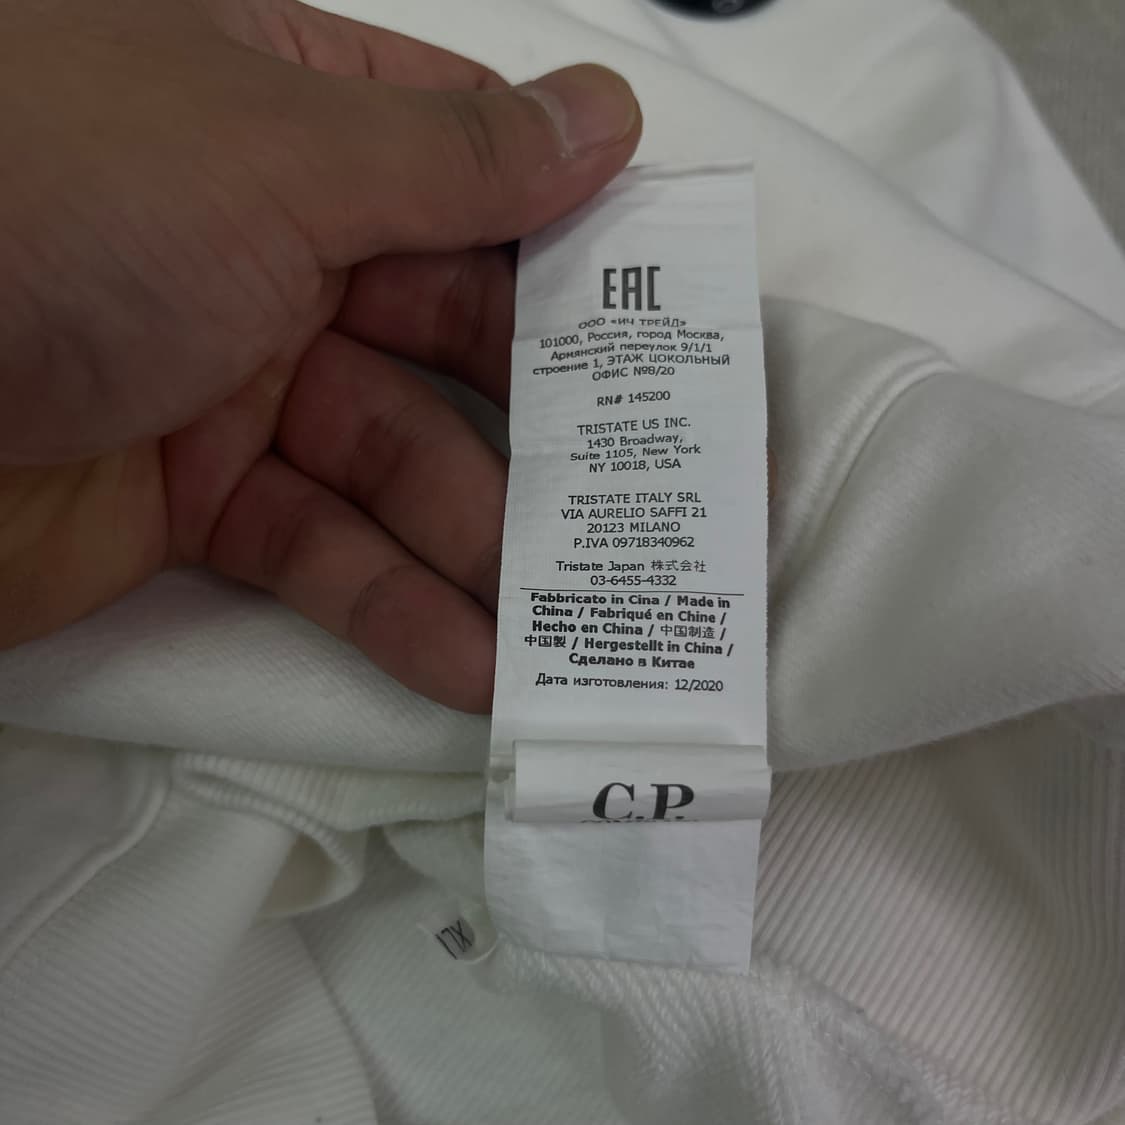 EAC
ООО «ИЧ ТРЕЙД»
101000, Россия, город Москва,
Армянский переулок 9/1/1
строение 1, ЭТАЖ ЦОКОЛЬНЫЙ
ОФИС №8/20
RN# 145200
TRISTATE US INC.
1430 Broadway,
Suite 1105, New York
NY 10018, USA
TRISTATE ITALY SRL
VIA AURELIO SAFFI 21
20123 MILANO
P.IVA 09718340962
Tristate Japan 株式会社
03-6455-4332
Fabbricato in Cina / Made in
China / Fabriqué en Chine /
Hecho en China / 中国制造 /
中国製 / Hergestellt in China /
Сделано в Китае
Дата изготовления: 12/2020
C.P.
17X